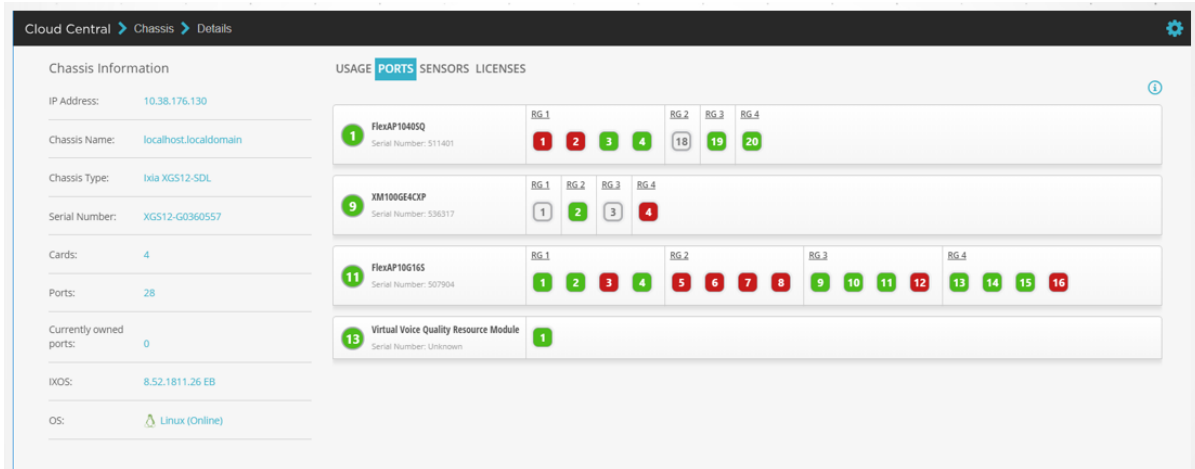 Cloud Central Chassis Details
Chassis Information
IP Address: 10.38.176.130
Chassis Name: localhost.localdomain
Chassis Type: Ixia XGS12-SDL
Serial Number: XGS12-G0360557
Cards: 4
Ports: 28
Currently owned
ports: 0
IXOS: 8.52.1811.26 EB
OS: Linux (Online)
USAGE PORTS SENSORS LICENSES
i
RG 1 RG 2 RG 3 RG 4
1 FlexAP1040SQ
Serial Number: 511401
1 2 3 4 18 19 20
RG 1 RG 2 RG 3 RG 4
9 XM100GE4CXP
Serial Number: 536317
1 2 3 4
RG 1 RG 2 RG 3 RG 4
11 FlexAP10G16S
Serial Number: 507904
1 2 3 4 5 6 7 8 9 10 11 12 13 14 15 16
13 Virtual Voice Quality Resource Module
Serial Number: Unknown
1